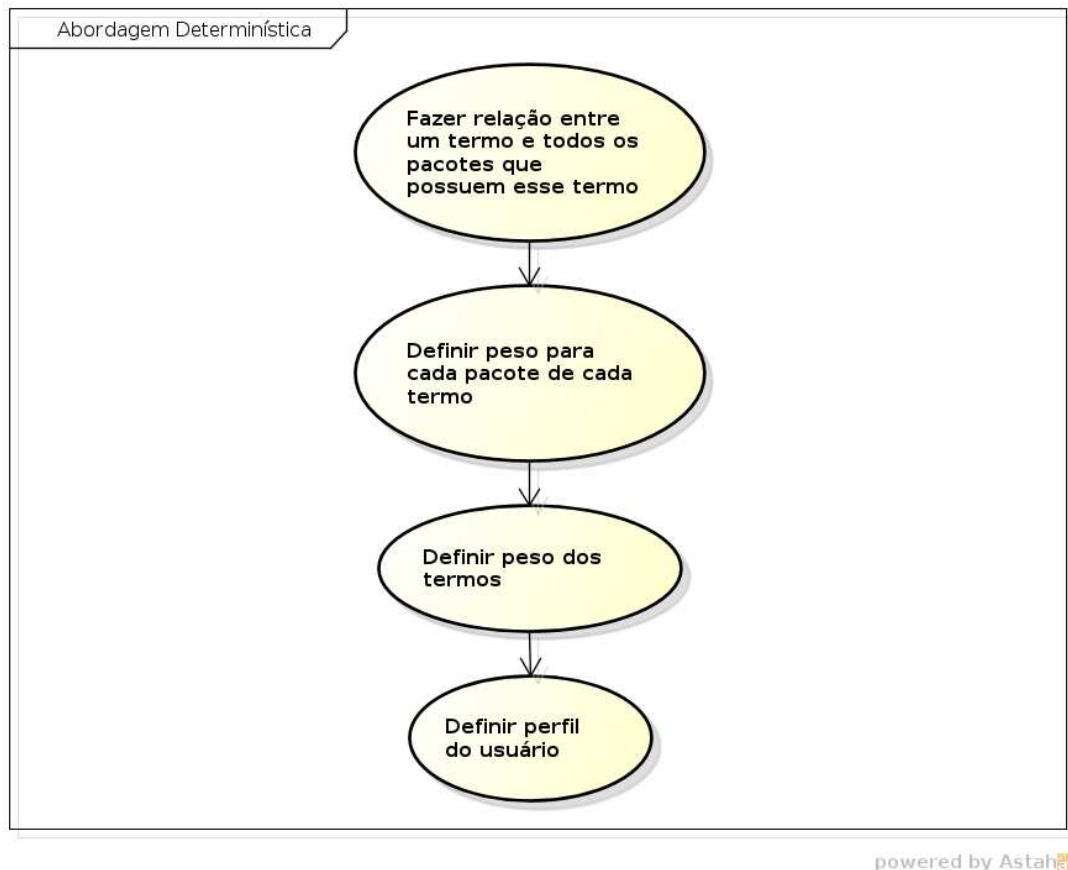 Abordagem Determinística
Fazer relação entre
um termo e todos os
pacotes que
possuem esse termo
Definir peso para
cada pacote de cada
termo
Definir peso dos
termos
Definir perfil
do usuário
powered by Astah